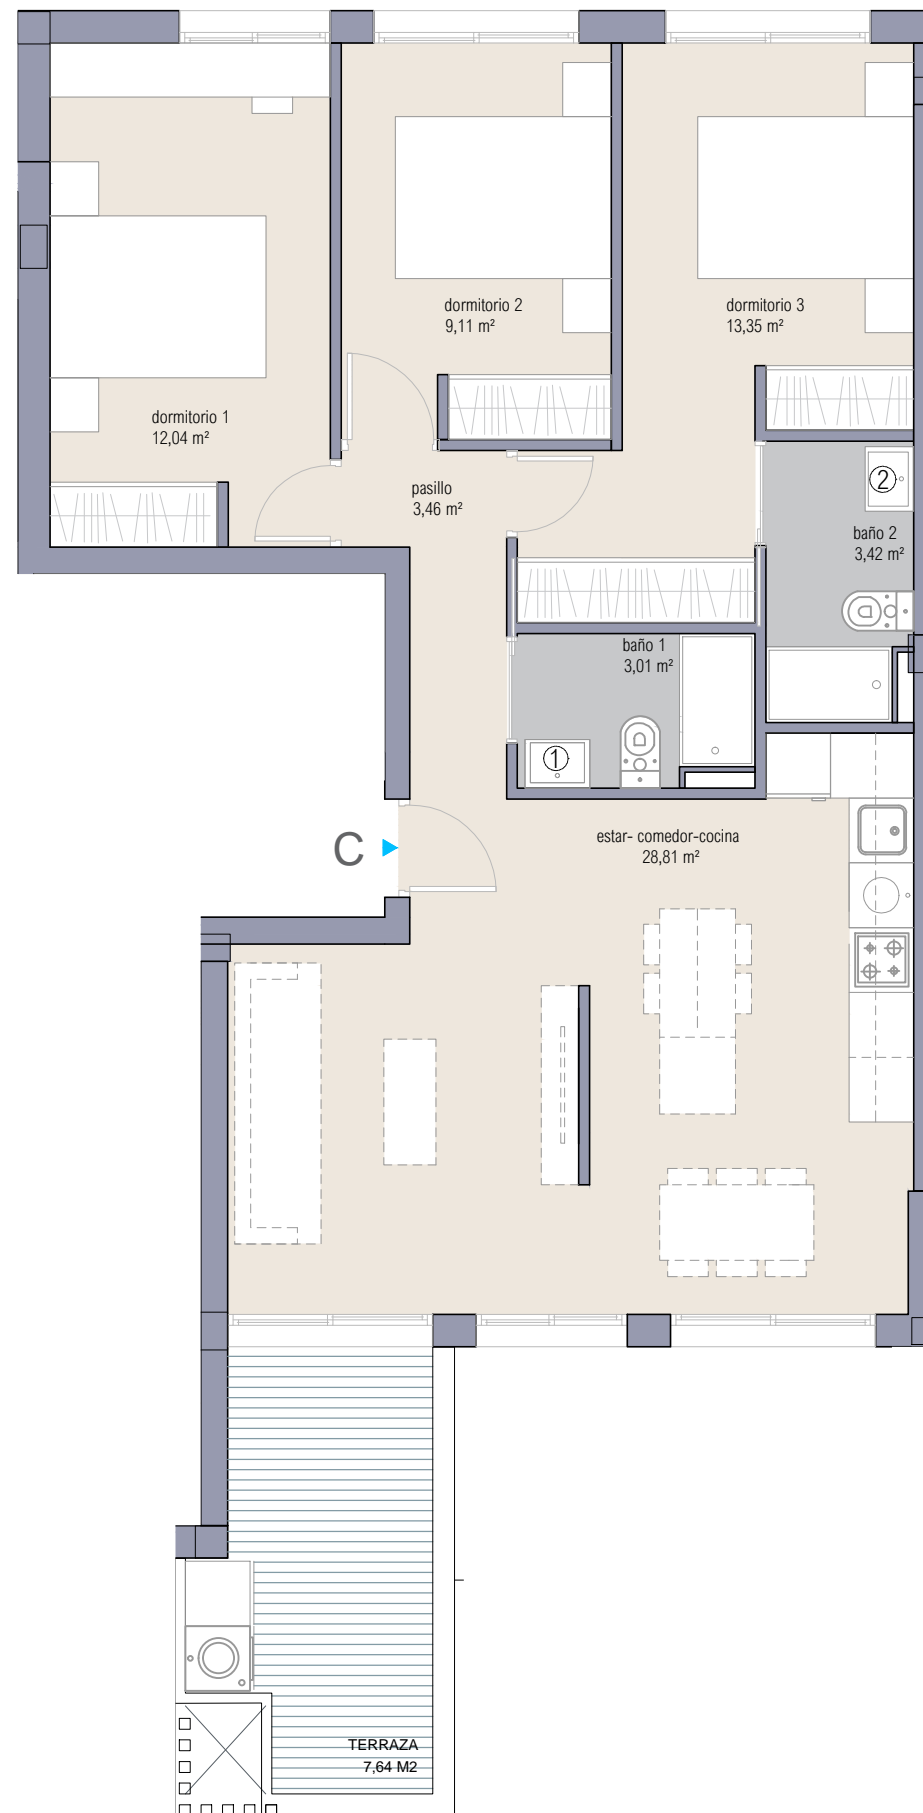 dormitorio 2
9,11 m²
dormitorio 3
13,35 m²
dormitorio 1
12,04 m²
pasillo
3,46 m²
2
baño 2
3,42 m²
baño 1
3,01 m²
1
C
estar- comedor-cocina
28,81 m²
TERRAZA
7,64 M2